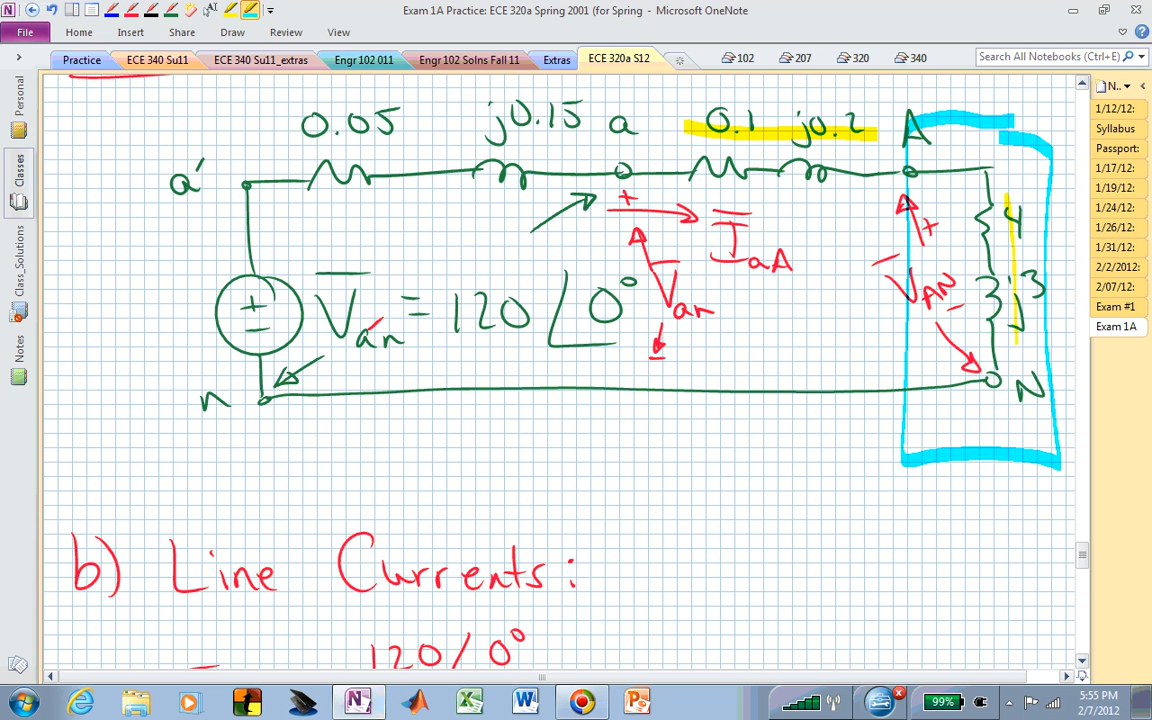 Exam 1A Practice: ECE 320a Spring 2001 (for Spring - Microsoft OneNote
File Home Insert Share Draw Review View
Practice ECE 340 Su11 ECE 340 Su11_extras Engr 102 011 Engr 102 Solns Fall 11 Extras ECE 320a S12 102 207 320 340 Search All Notebooks (Ctrl+E)
N..
Personal
Classes
Class_Solutions
Notes
1/12/12:
Syllabus
Passport:
1/17/12:
1/19/12:
1/24/12:
1/26/12:
1/31/12:
2/2/2012:
2/07/12:
Exam #1
Exam 1A
0.05 j0.15 a 0.1 j0.2 A
a'
+ I aA
+ 4
+ V a'n = 120 ∠0° V an V AN j3
-
n N
b) Line Currents:
120/0°
99%
5:55 PM
2/7/2012